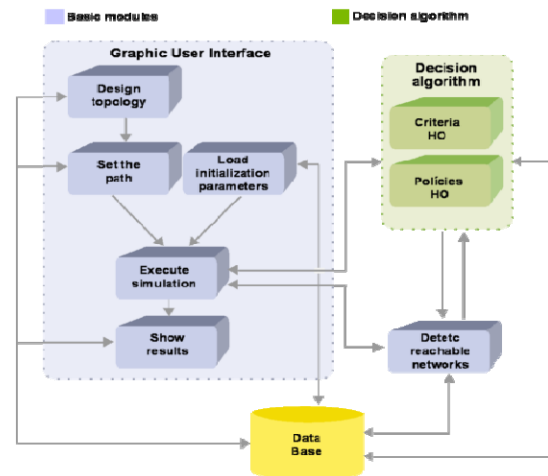 Basic modules
Decision algorithm
Graphic User Interface
Design
topology
Set the
path
Load
initialization
parameters
Execute
simulation
Show
results
Decision
algorithm
Criteria
HO
Polícies
HO
Detetc
reachable
networks
Data
Base